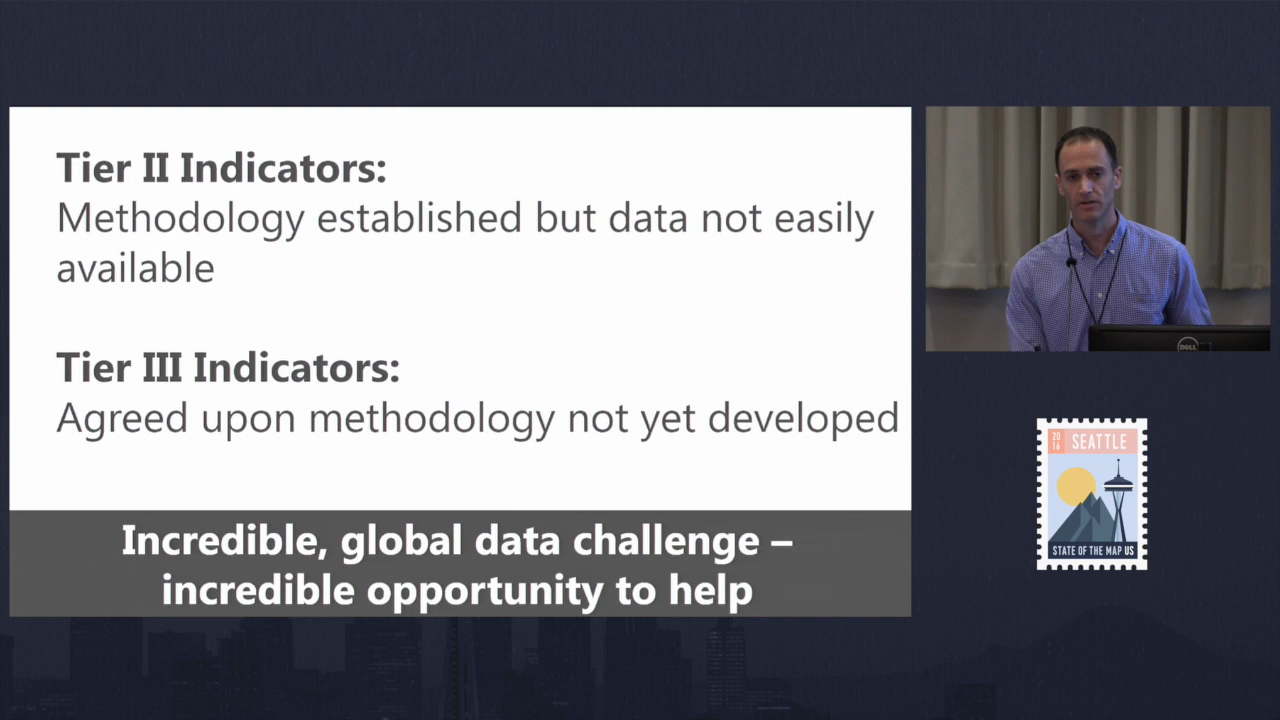 Tier II Indicators:
Methodology established but data not easily
available
Tier III Indicators:
Agreed upon methodology not yet developed
Incredible, global data challenge –
incredible opportunity to help
DELL
20
16
SEATTLE
STATE OF THE MAP US